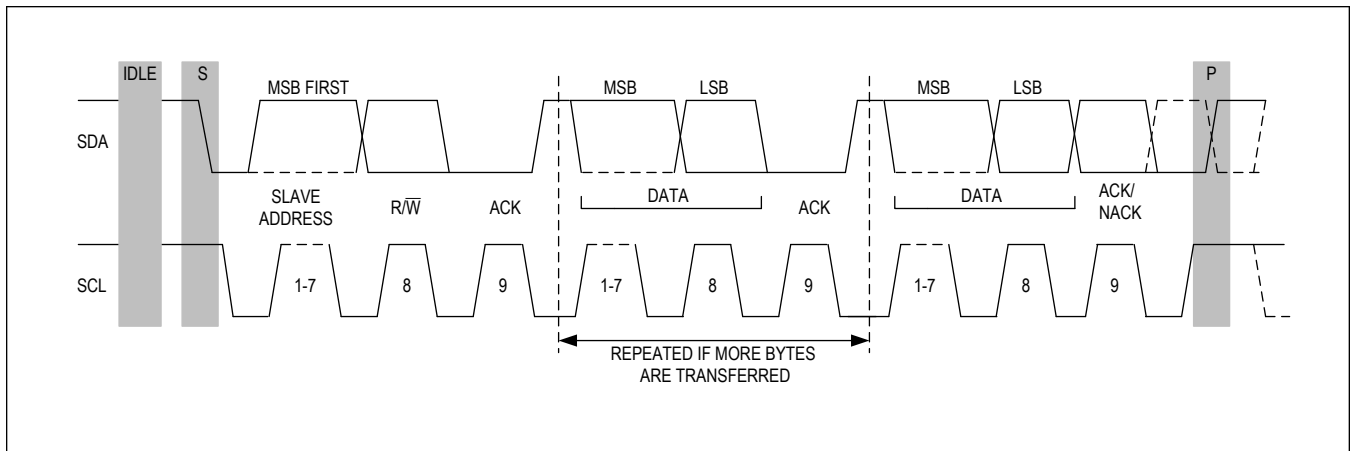 IDLE
S
MSB FIRST
MSB
LSB
MSB
LSB
P
SDA
SLAVE
ADDRESS
R/W̅
ACK
DATA
ACK
DATA
ACK/
NACK
SCL
1-7
8
9
1-7
8
9
1-7
8
9
REPEATED IF MORE BYTES
ARE TRANSFERRED